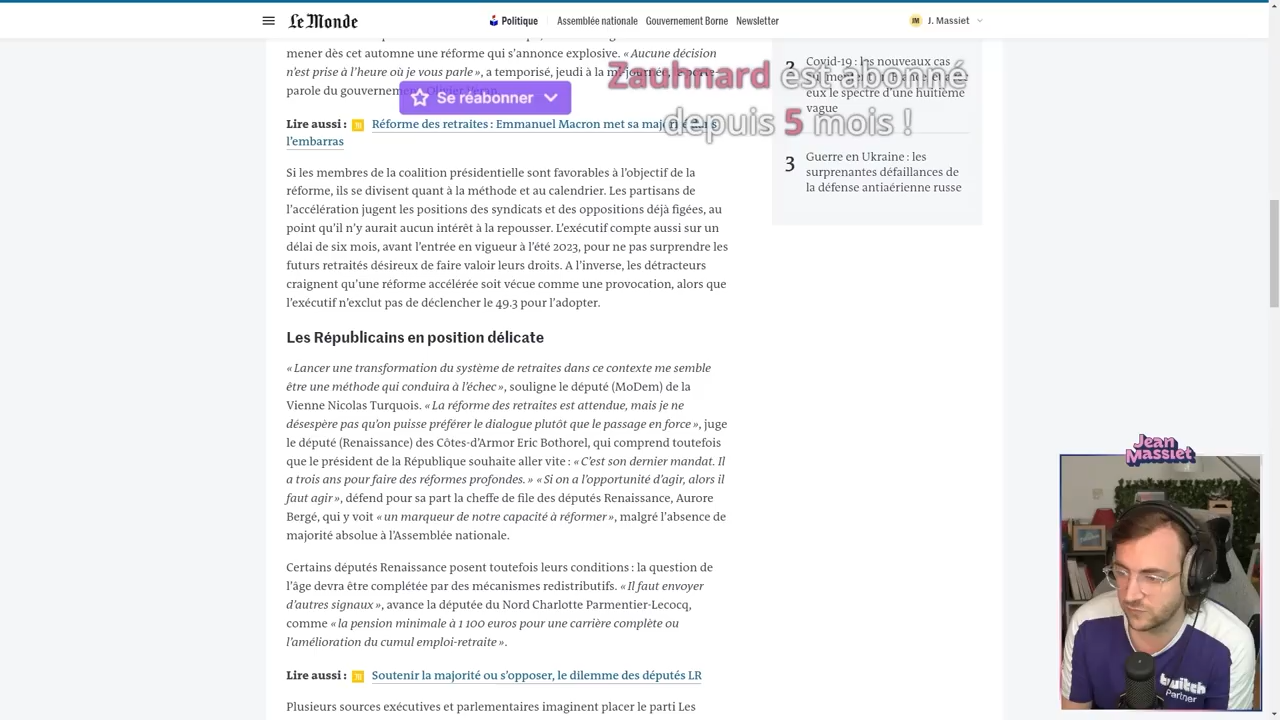 Le Monde
Politique
Assemblée nationale
Gouvernement Borne
Newsletter
JM
J. Massiet
mener dès cet automne une réforme qui s'annonce explosive. « Aucune décision
n'est prise à l'heure où je vous parle », a temporisé, jeudi à la mi-journée, le porte-
parole du gouvernement, Olivier Véran.
Se réabonner
Zauhnard est abonné
depuis 5 mois !
Lire aussi :
Réforme des retraites : Emmanuel Macron met sa majorité dans
l'embarras
Si les membres de la coalition présidentielle sont favorables à l'objectif de la
réforme, ils se divisent quant à la méthode et au calendrier. Les partisans de
l'accélération jugent les positions des syndicats et des oppositions déjà figées, au
point qu'il n'y aurait aucun intérêt à la repousser. L'exécutif compte aussi sur un
délai de six mois, avant l'entrée en vigueur à l'été 2023, pour ne pas surprendre les
futurs retraités désireux de faire valoir leurs droits. A l'inverse, les détracteurs
craignent qu'une réforme accélérée soit vécue comme une provocation, alors que
l'exécutif n'exclut pas de déclencher le 49.3 pour l'adopter.
Les Républicains en position délicate
« Lancer une transformation du système de retraites dans ce contexte me semble
être une méthode qui conduira à l'échec », souligne le député (MoDem) de la
Vienne Nicolas Turquois. « La réforme des retraites est attendue, mais je ne
désespère pas qu'on puisse préférer le dialogue plutôt que le passage en force », juge
le député (Renaissance) des Côtes-d'Armor Eric Bothorel, qui comprend toutefois
que le président de la République souhaite aller vite : « C'est son dernier mandat. Il
a trois ans pour faire des réformes profondes. » « Si on a l'opportunité d'agir, alors il
faut agir », défend pour sa part la cheffe de file des députés Renaissance, Aurore
Bergé, qui y voit « un marqueur de notre capacité à réformer », malgré l'absence de
majorité absolue à l'Assemblée nationale.
Certains députés Renaissance posent toutefois leurs conditions : la question de
l'âge devra être complétée par des mécanismes redistributifs. « Il faut envoyer
d'autres signaux », avance la députée du Nord Charlotte Parmentier-Lecocq,
comme « la pension minimale à 1 100 euros pour une carrière complète ou
l'amélioration du cumul emploi-retraite ».
Lire aussi :
Soutenir la majorité ou s'opposer, le dilemme des députés LR
Plusieurs sources exécutives et parlementaires imaginent placer le parti Les
2
Covid-19 : les nouveaux cas
eux le spectre d'une huitième
vague
3
Guerre en Ukraine : les
surprenantes défaillances de
la défense antiaérienne russe
Jean
Massiet
twitch
Partner